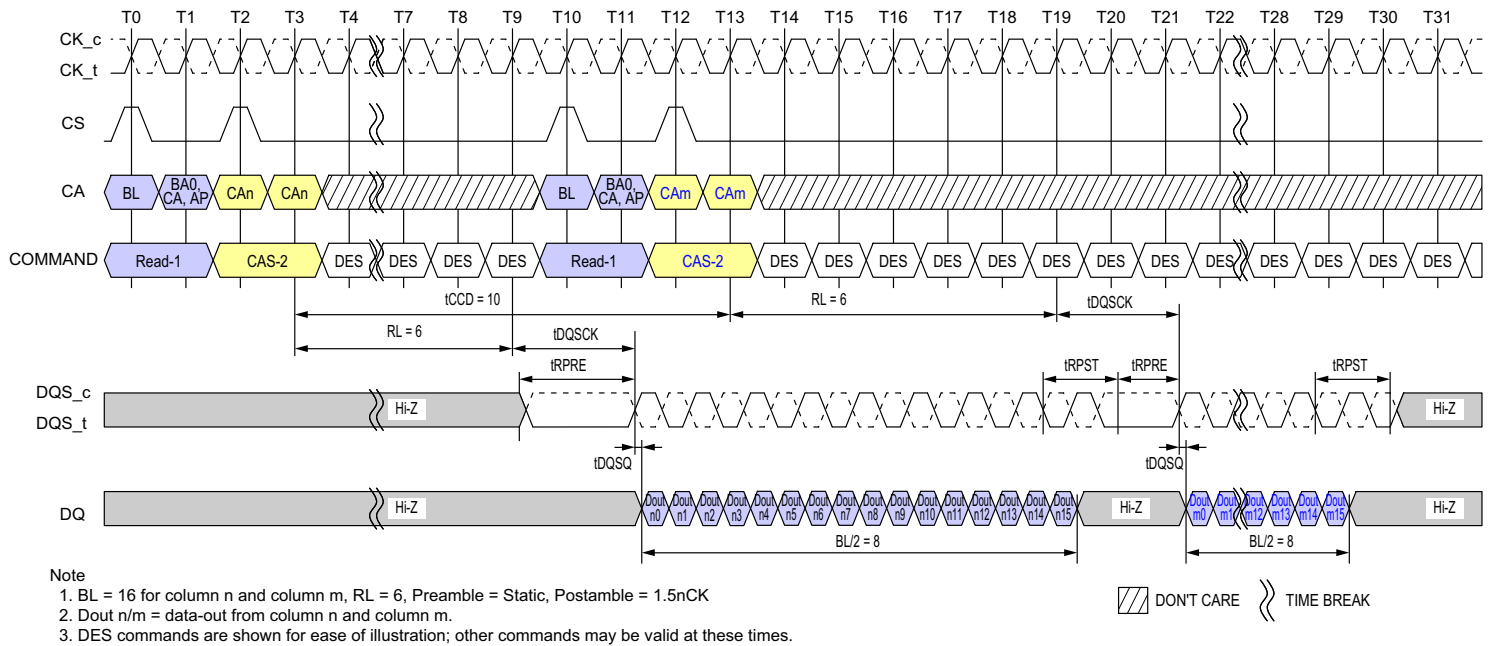 T0 T1 T2 T3 T4 T7 T8 T9 T10 T11 T12 T13 T14 T15 T16 T17 T18 T19 T20 T21 T22 T28 T29 T30 T31
CK_c
CK_t
CS
CA BL BA0, CA, AP CAn CAn BL BA0, CA, AP CAm CAm
COMMAND Read-1 CAS-2 DES DES DES DES Read-1 CAS-2 DES DES DES DES DES DES DES DES DES DES DES DES DES
tCCD = 10 RL = 6 tDQSCK
RL = 6 tDQSCK
tRPRE tRPST tRPRE tRPST
DQS_c
DQS_t
Hi-Z Hi-Z
tDQSQ tDQSQ
DQ Hi-Z Dout n0 Dout n1 Dout n2 Dout n3 Dout n4 Dout n5 Dout n6 Dout n7 Dout n8 Dout n9 Dout n10 Dout n11 Dout n12 Dout n13 Dout n14 Dout n15 Hi-Z Dout m0 Dout m1 Dout m12 Dout m13 Dout m14 Dout m15 Hi-Z
BL/2 = 8 BL/2 = 8
Note
1. BL = 16 for column n and column m, RL = 6, Preamble = Static, Postamble = 1.5nCK
2. Dout n/m = data-out from column n and column m.
3. DES commands are shown for ease of illustration; other commands may be valid at these times.
DON'T CARE TIME BREAK